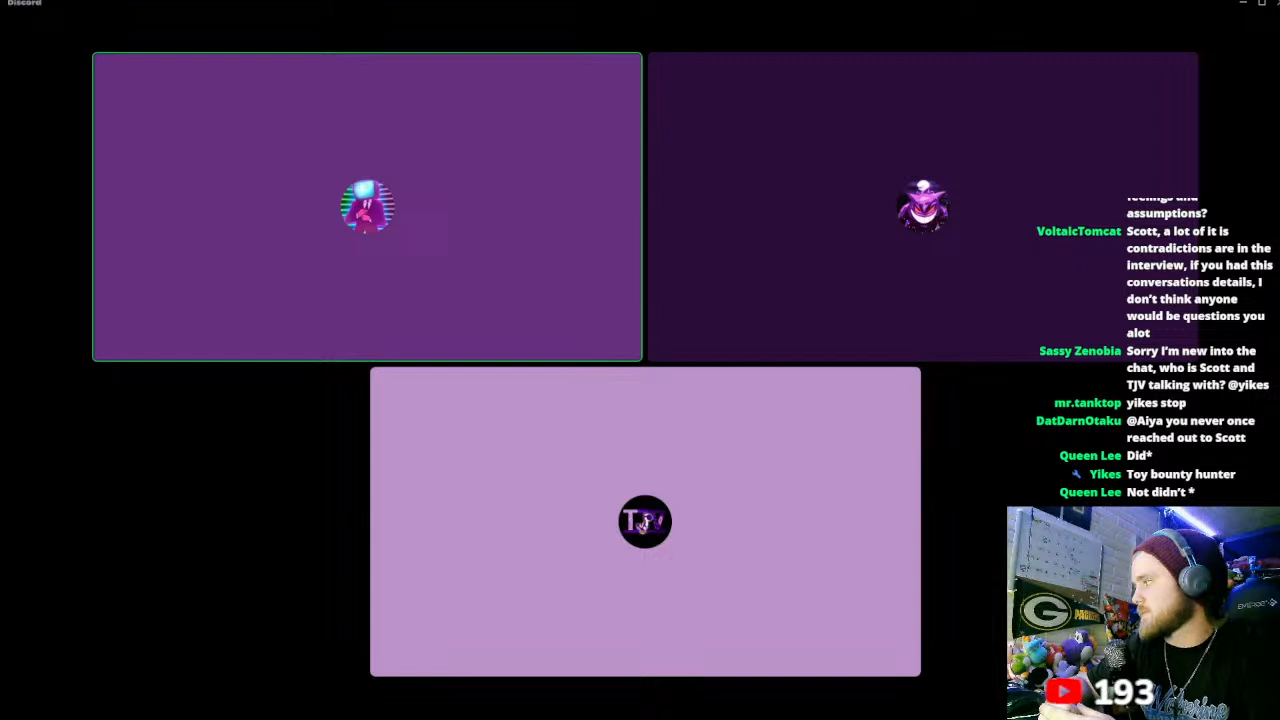 Discord
assumptions?
VoltaicTomcat Scott, a lot of it is
contradictions are in the
interview, if you had this
conversations details, I
don't think anyone
would be questions you
alot
Sassy Zenobia Sorry I'm new into the
chat, who is Scott and
TJV talking with? @yikes
mr.tanktop yikes stop
DatDarnOtaku @Aiya you never once
reached out to Scott
Queen Lee Did*
Yikes Toy bounty hunter
Queen Lee Not didn't *
TJV
G
PACKERS
193